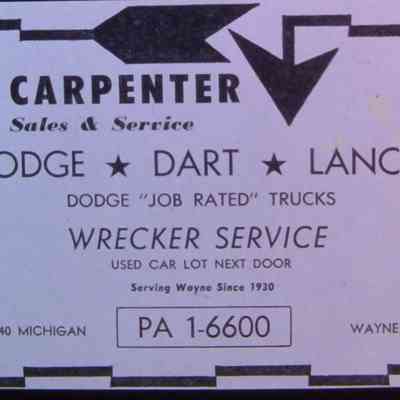 CARPENTER
Sales & Service
ODGE ★ DART ★ LANC
DODGE "JOB RATED" TRUCKS
WRECKER SERVICE
USED CAR LOT NEXT DOOR
Serving Wayne Since 1930
40 MICHIGAN PA 1-6600 WAYNE